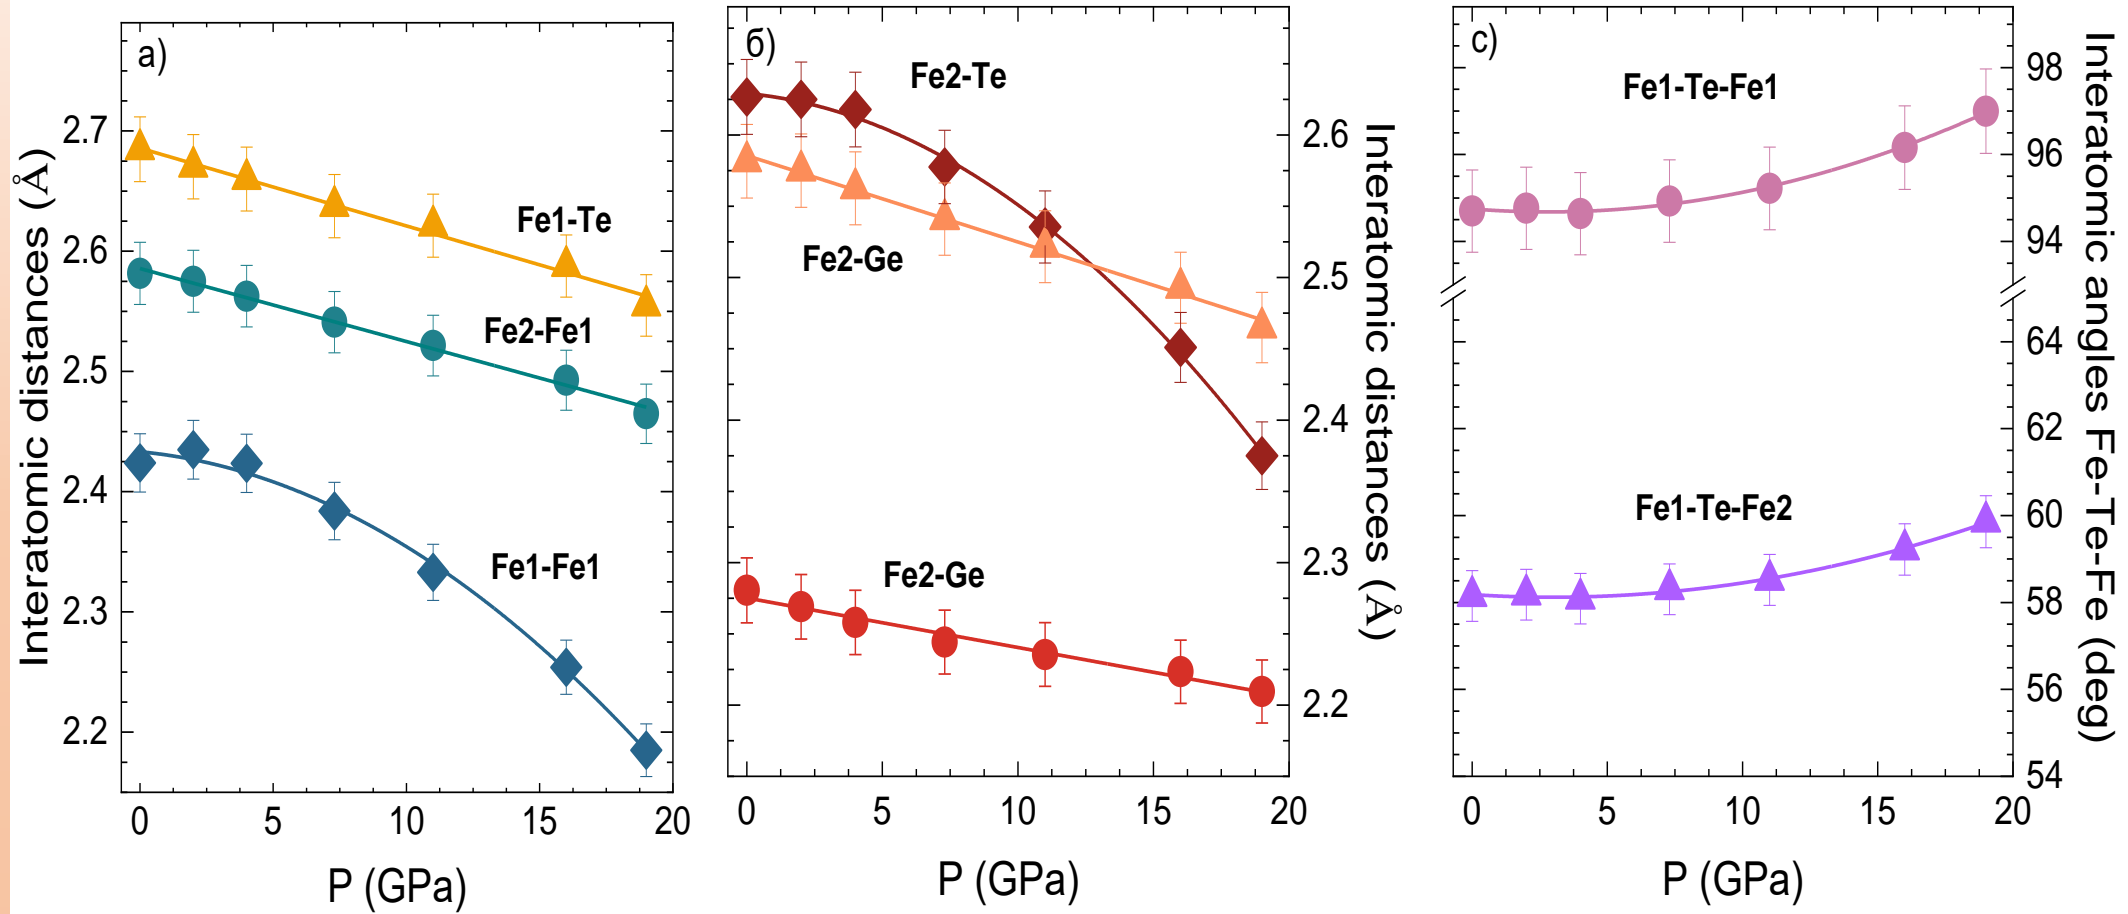 а)
Interatomic distances (Å)
2.7
2.6
2.5
2.4
2.3
2.2
Fe1-Te
Fe2-Fe1
Fe1-Fe1
0 5 10 15 20
P (GPa)
б)
Fe2-Te
Fe2-Ge
Fe2-Ge
2.6
2.5
2.4
2.3
2.2
Interatomic distances (Å)
0 5 10 15 20
P (GPa)
с)
Fe1-Te-Fe1
Fe1-Te-Fe2
98
96
94
64
62
60
58
56
54
Interatomic angles Fe-Te-Fe (deg)
0 5 10 15 20
P (GPa)